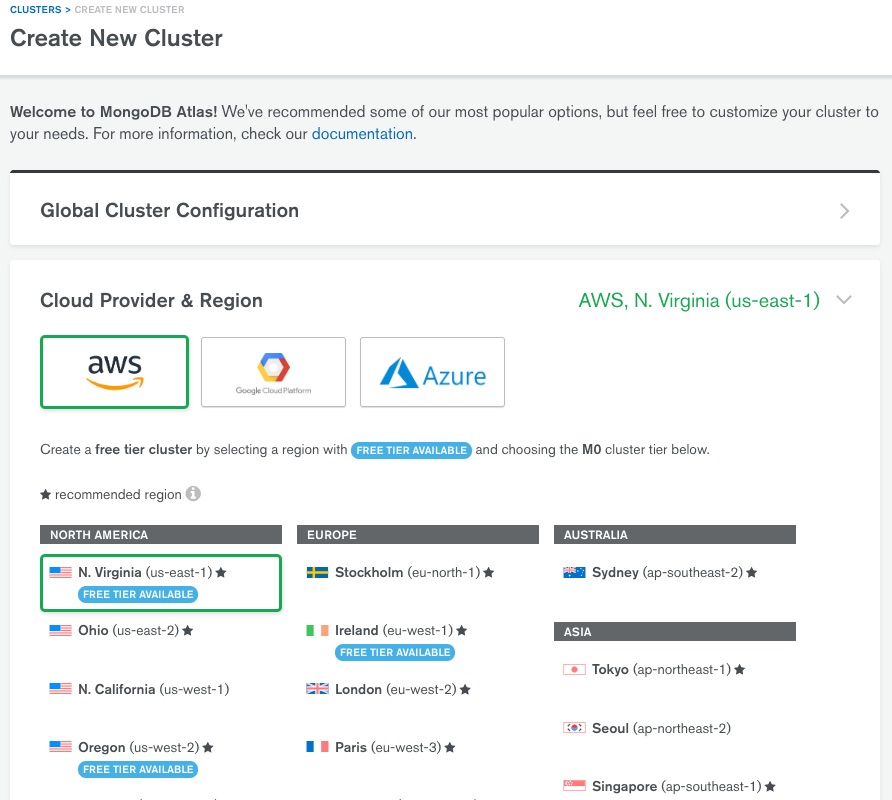 CLUSTERS > CREATE NEW CLUSTER
Create New Cluster
Welcome to MongoDB Atlas! We've recommended some of our most popular options, but feel free to customize your cluster to
your needs. For more information, check our documentation.
Global Cluster Configuration
Cloud Provider & Region
AWS, N. Virginia (us-east-1)
aws
Google Cloud Platform
Azure
Create a free tier cluster by selecting a region with FREE TIER AVAILABLE and choosing the M0 cluster tier below.
★ recommended region
NORTH AMERICA
N. Virginia (us-east-1) ★
FREE TIER AVAILABLE
Ohio (us-east-2) ★
N. California (us-west-1)
Oregon (us-west-2) ★
FREE TIER AVAILABLE
EUROPE
Stockholm (eu-north-1) ★
Ireland (eu-west-1) ★
FREE TIER AVAILABLE
London (eu-west-2) ★
Paris (eu-west-3) ★
AUSTRALIA
Sydney (ap-southeast-2) ★
ASIA
Tokyo (ap-northeast-1) ★
Seoul (ap-northeast-2)
Singapore (ap-southeast-1) ★